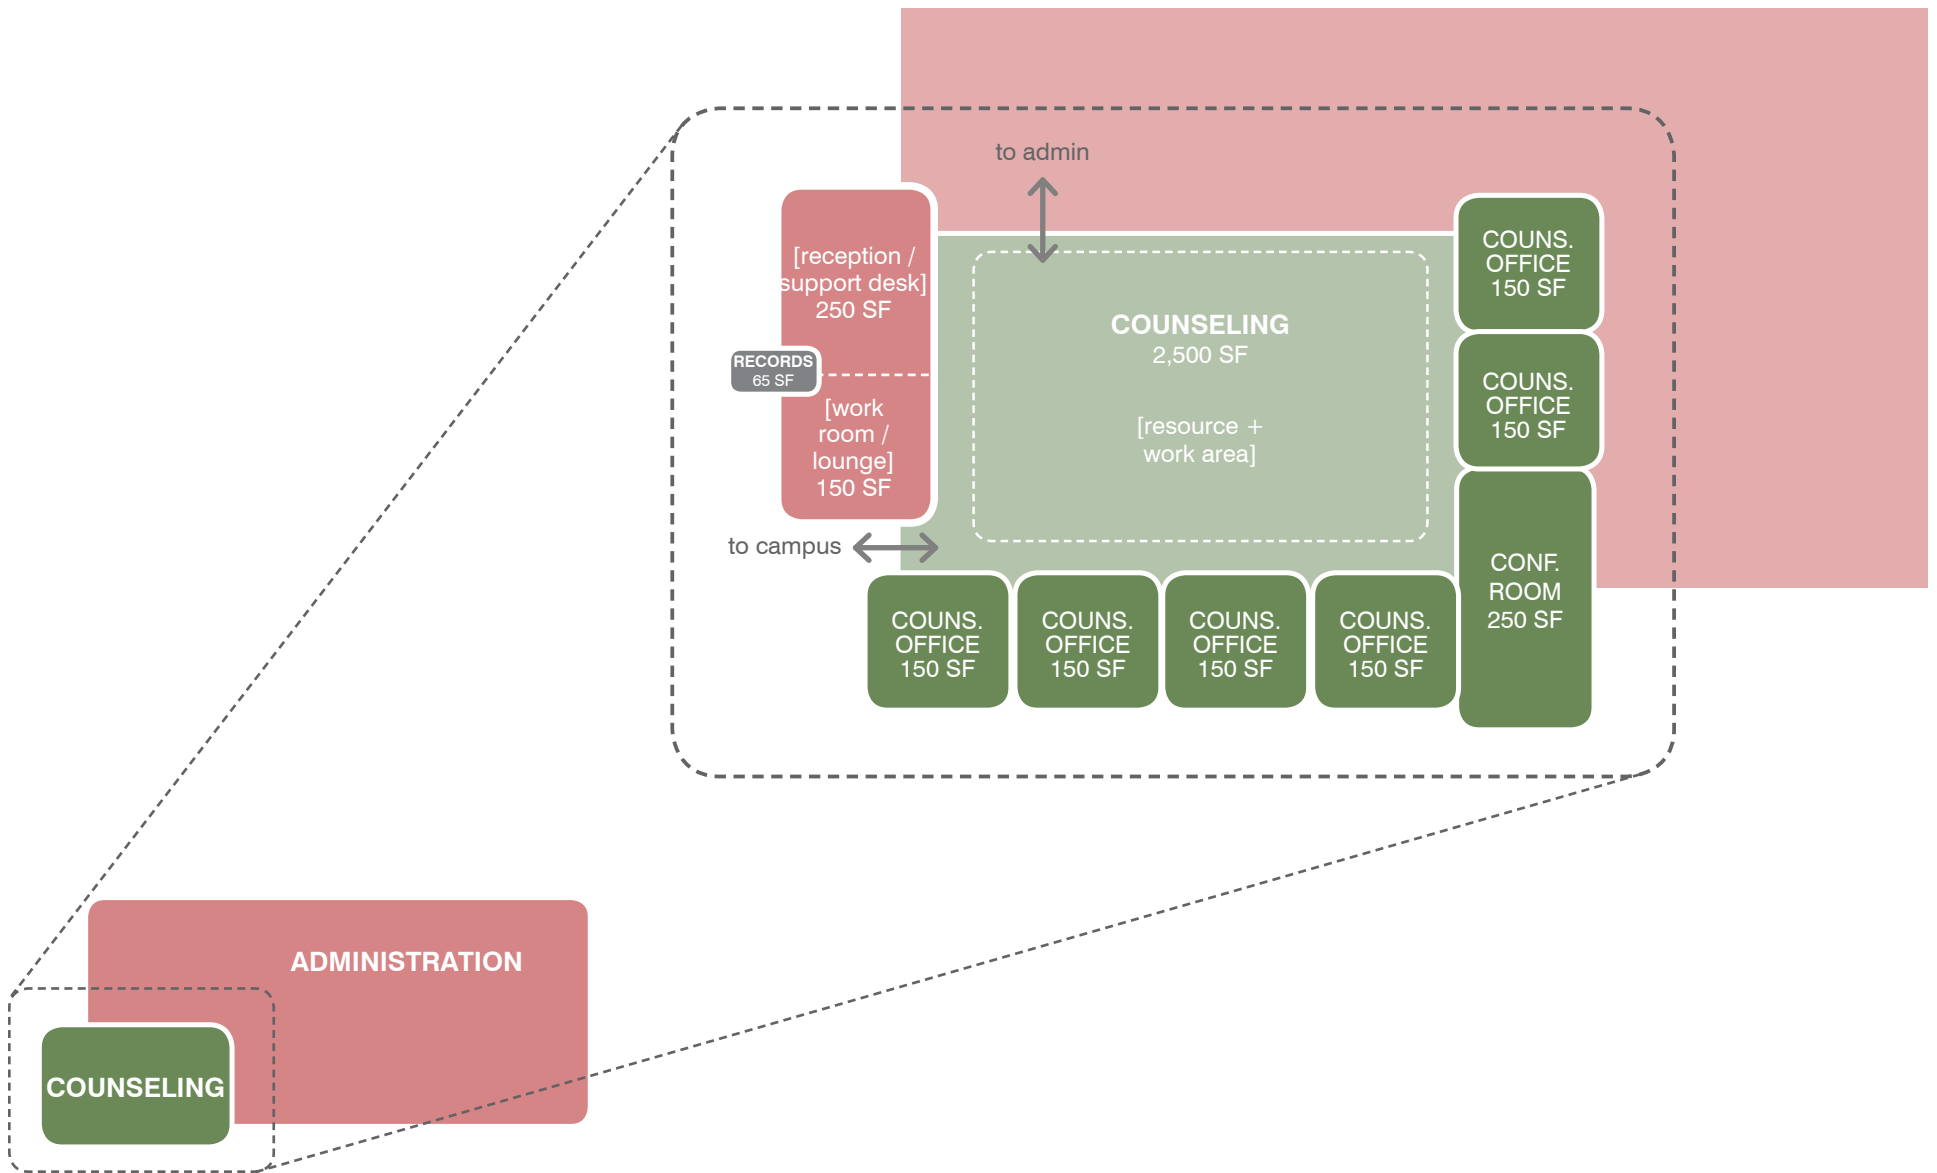 to admin
[reception /
support desk]
250 SF
RECORDS
65 SF
[work
room /
lounge]
150 SF
to campus
COUNSELING
2,500 SF
[resource +
work area]
COUNS.
OFFICE
150 SF
COUNS.
OFFICE
150 SF
CONF.
ROOM
250 SF
COUNS.
OFFICE
150 SF
COUNS.
OFFICE
150 SF
COUNS.
OFFICE
150 SF
COUNS.
OFFICE
150 SF
ADMINISTRATION
COUNSELING